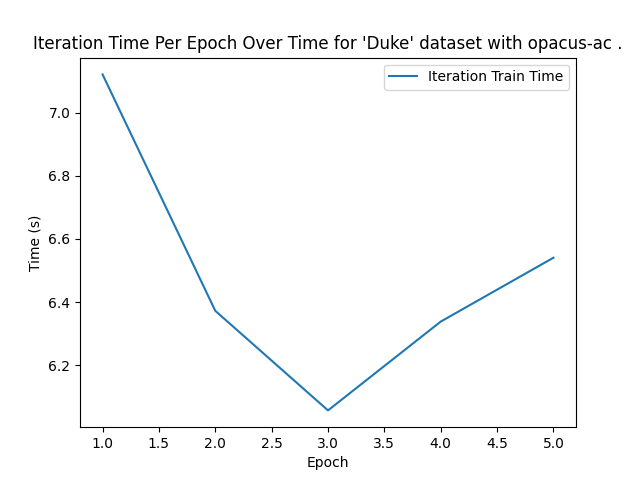 Iteration Time Per Epoch Over Time for 'Duke' dataset with opacus-ac .
Iteration Train Time
7.0
6.8
6.6
6.4
6.2
Time (s)
1.0 1.5 2.0 2.5 3.0 3.5 4.0 4.5 5.0
Epoch